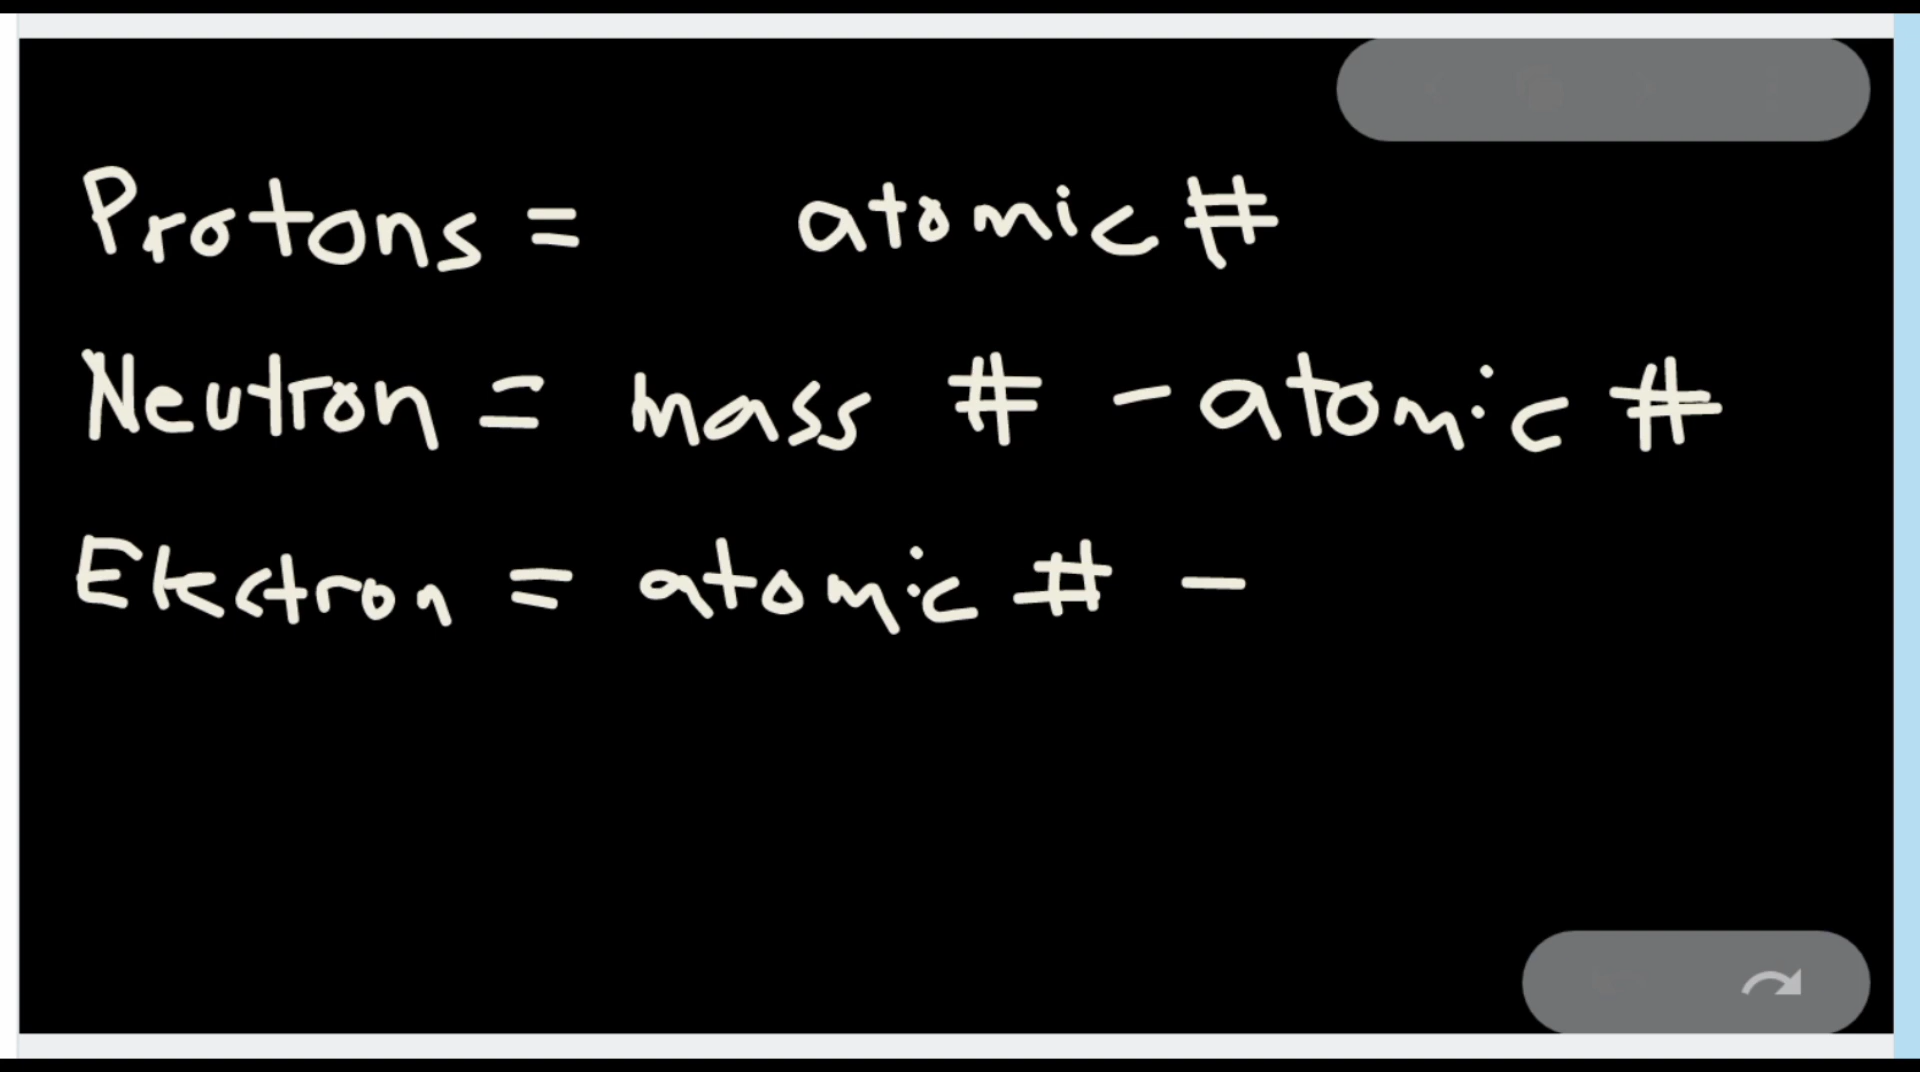 Protons = atomic #
Neutron = mass # - atomic #
Electron = atomic # -